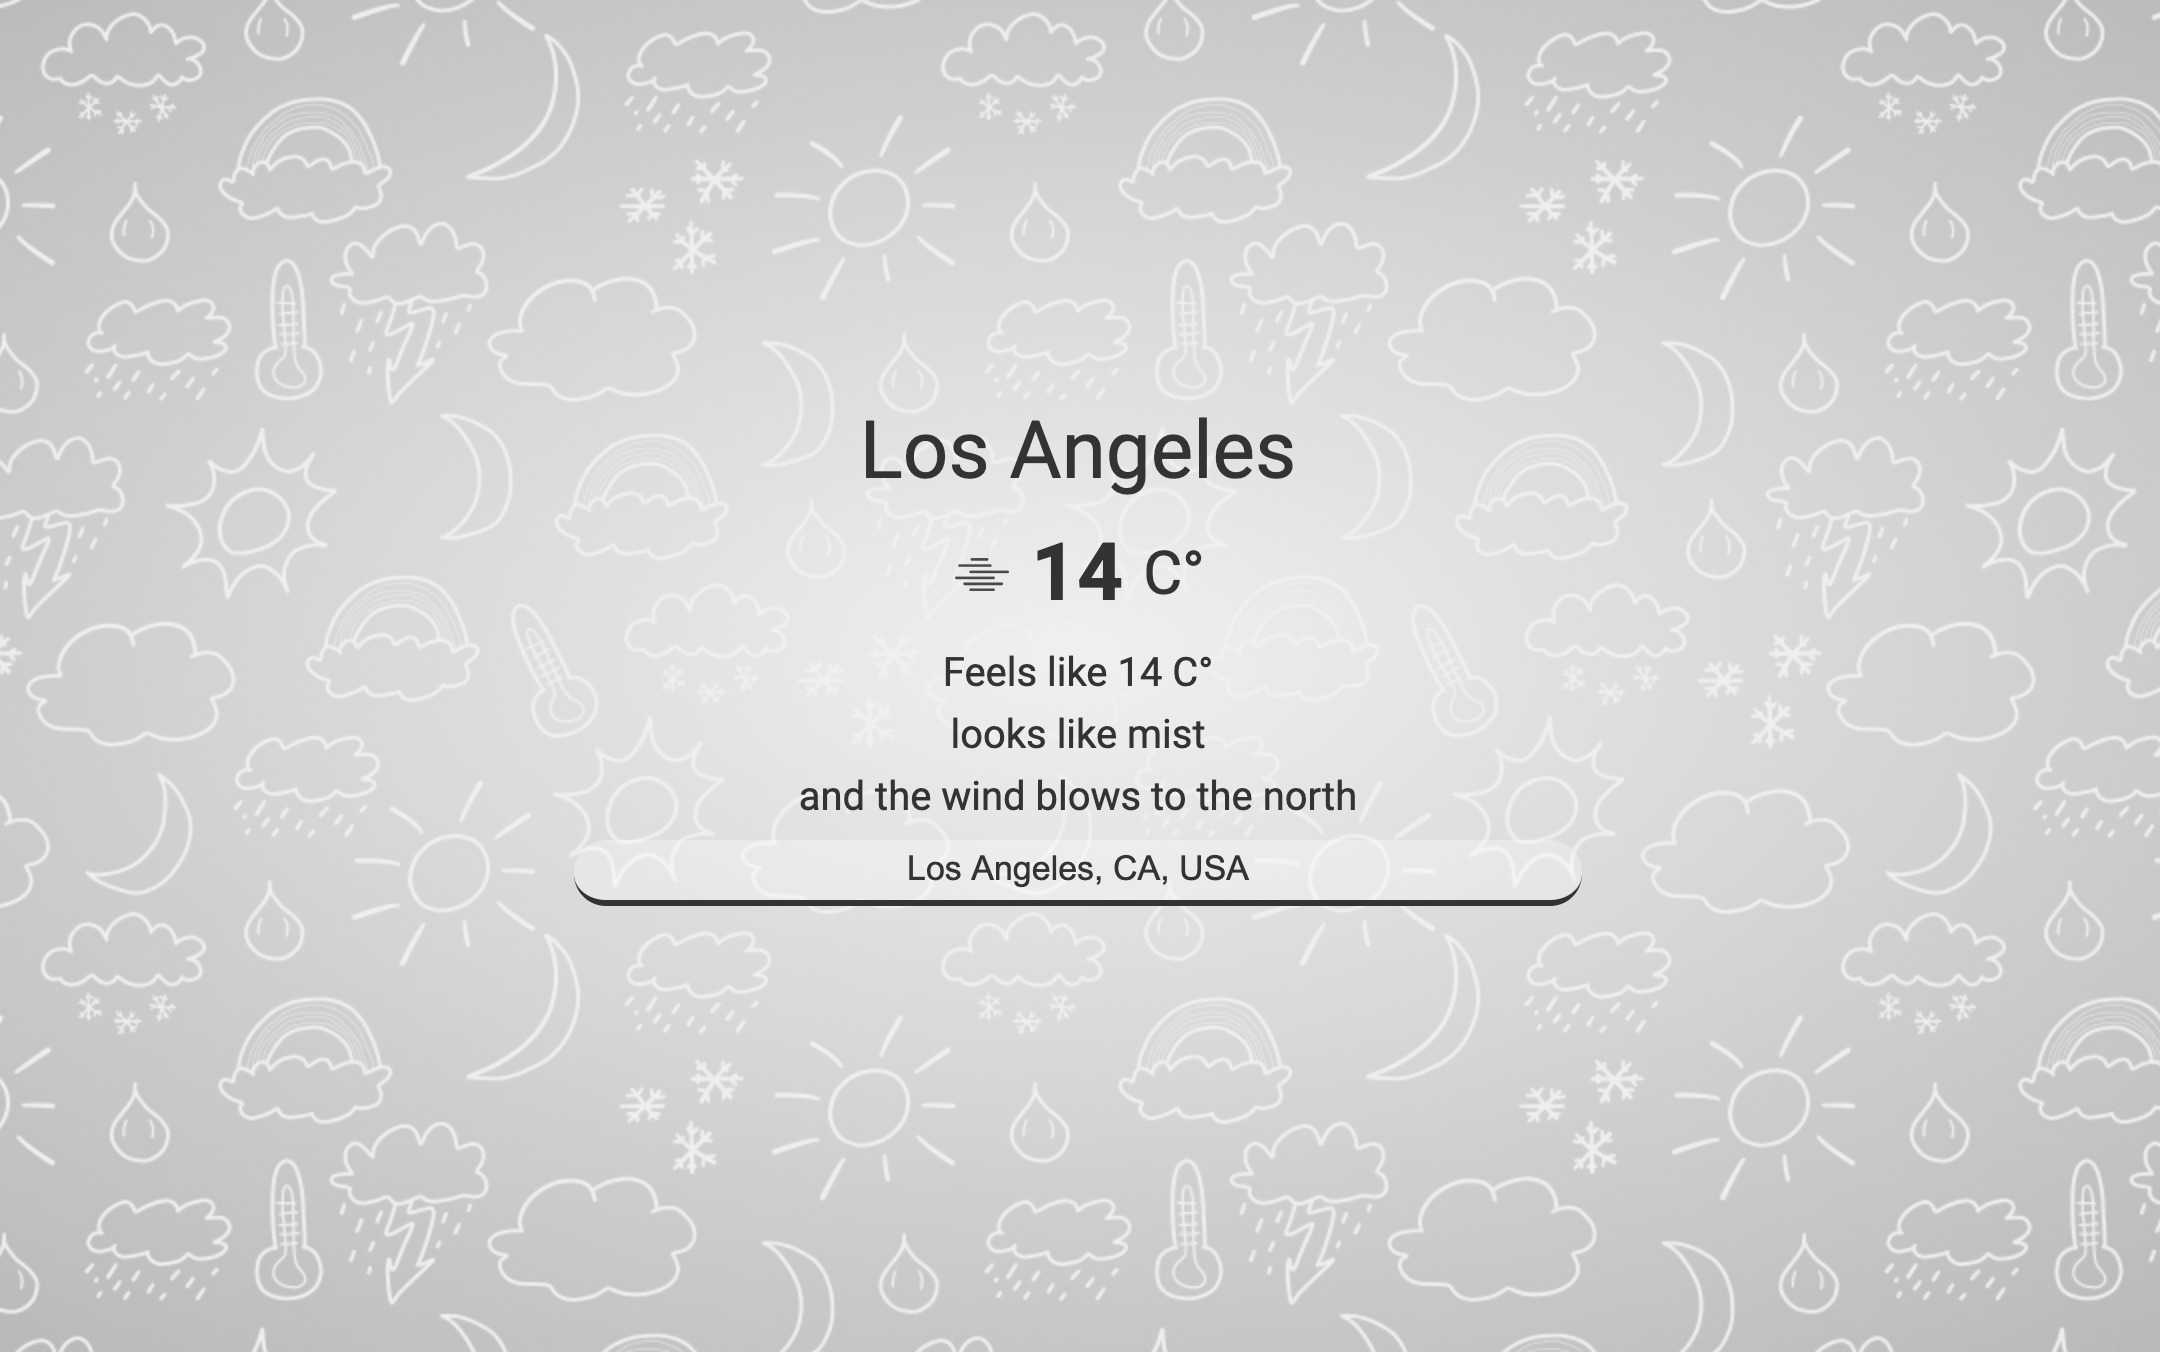 Los Angeles
14 C°
Feels like 14 C°
looks like mist
and the wind blows to the north
Los Angeles, CA, USA